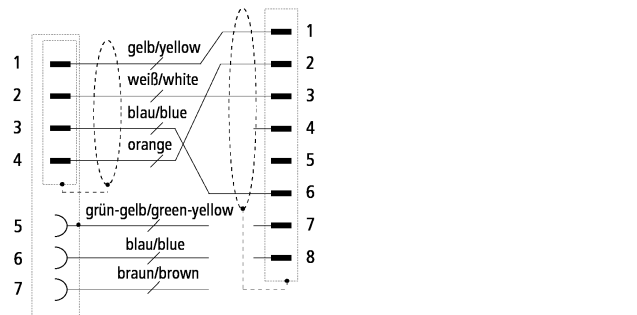 1
gelb/yellow
1
2
weiß/white
2
3
blau/blue
3
4
orange
4
5
6
5
grün-gelb/green-yellow
7
6
blau/blue
8
7
braun/brown